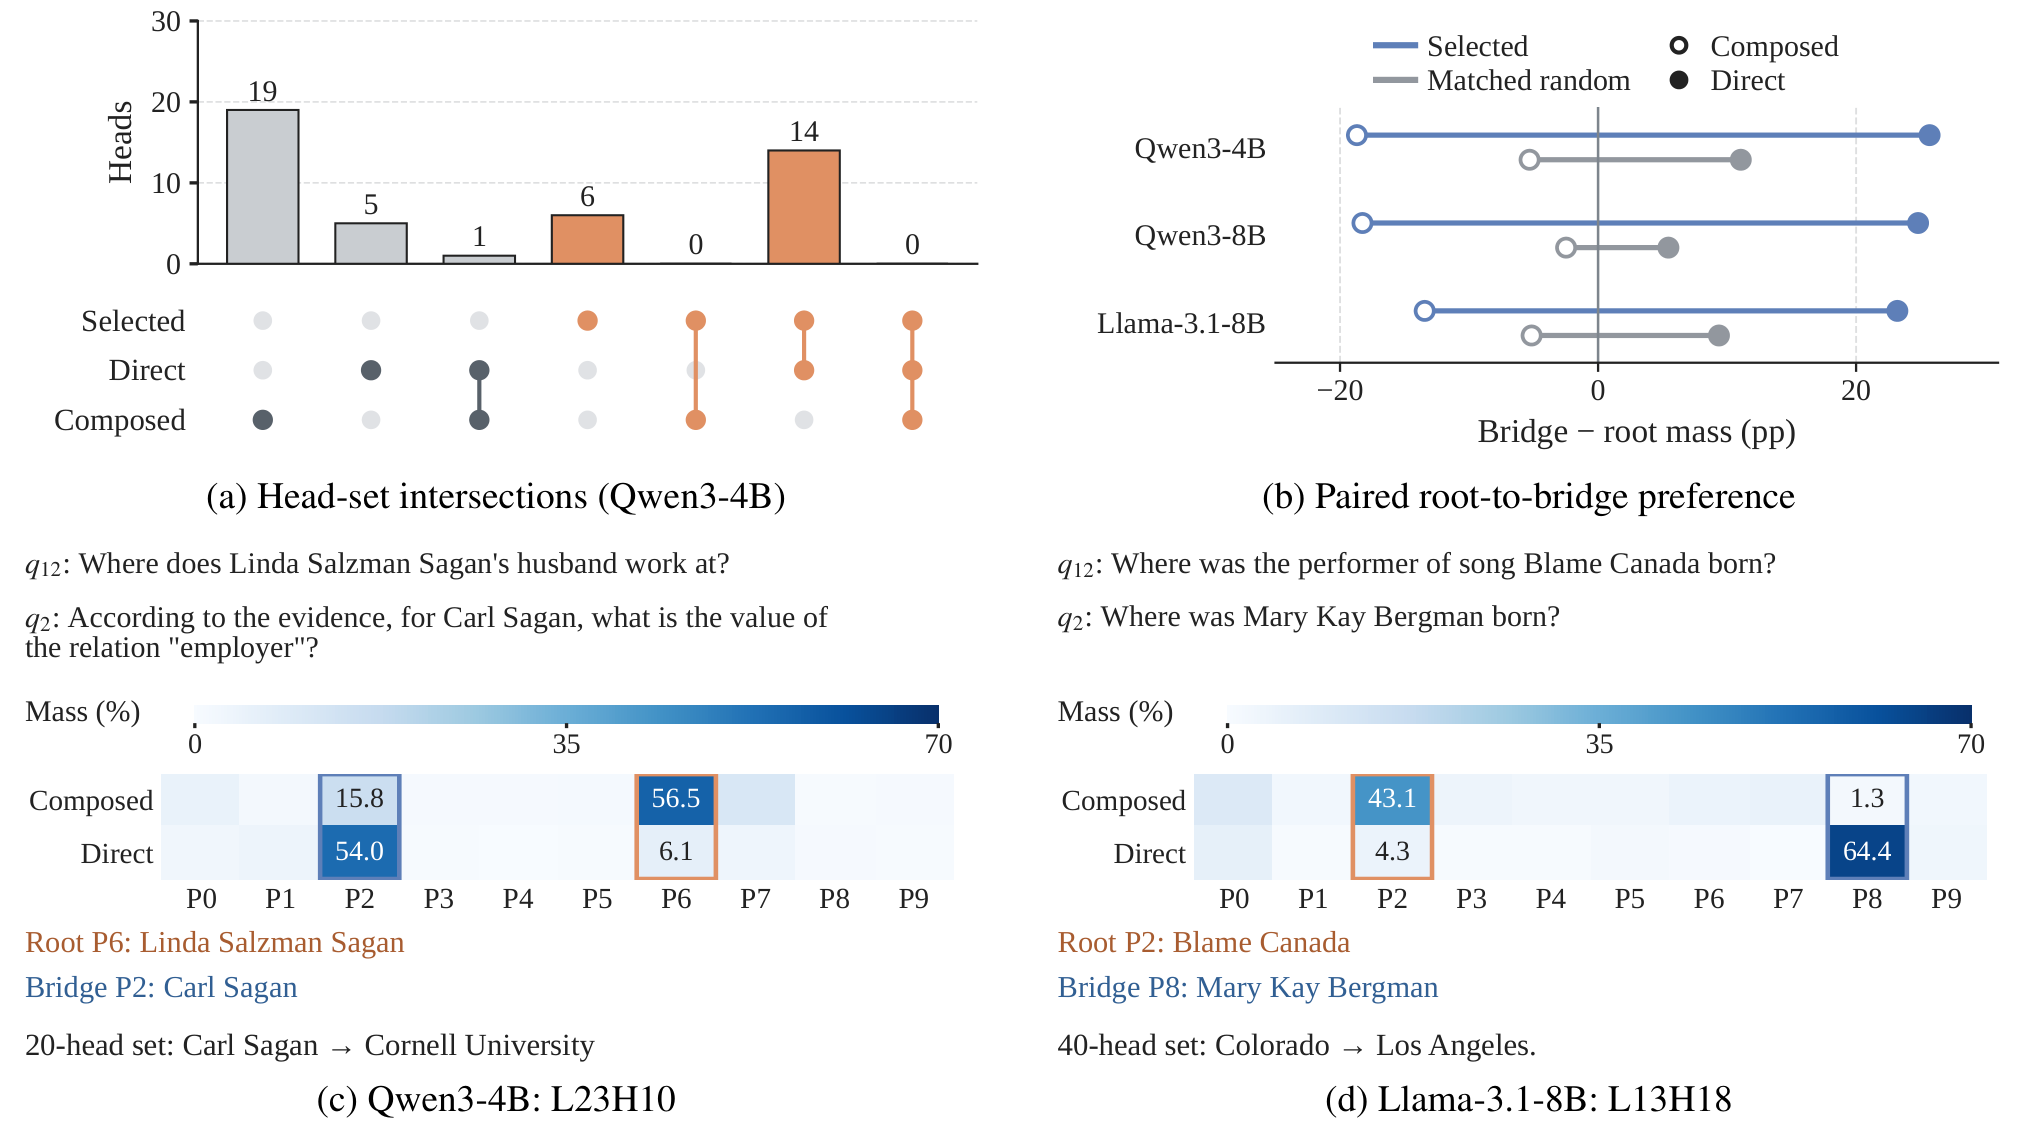 30
20
10
0
Heads
19
5
1
6
0
14
0
Selected
Direct
Composed
(a) Head-set intersections (Qwen3-4B)
Selected
Composed
Matched random
Direct
Qwen3-4B
Qwen3-8B
Llama-3.1-8B
−20
0
20
Bridge − root mass (pp)
(b) Paired root-to-bridge preference
q12: Where does Linda Salzman Sagan's husband work at?
q2: According to the evidence, for Carl Sagan, what is the value of
the relation "employer"?
Mass (%)
0 35 70
Composed 15.8 56.5
Direct 54.0 6.1
P0 P1 P2 P3 P4 P5 P6 P7 P8 P9
Root P6: Linda Salzman Sagan
Bridge P2: Carl Sagan
20-head set: Carl Sagan → Cornell University
(c) Qwen3-4B: L23H10
q12: Where was the performer of song Blame Canada born?
q2: Where was Mary Kay Bergman born?
Mass (%)
0 35 70
Composed 43.1 1.3
Direct 4.3 64.4
P0 P1 P2 P3 P4 P5 P6 P7 P8 P9
Root P2: Blame Canada
Bridge P8: Mary Kay Bergman
40-head set: Colorado → Los Angeles.
(d) Llama-3.1-8B: L13H18